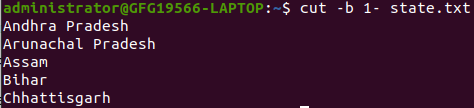 administrator@GFG19566-LAPTOP:~$ cut -b 1- state.txt
Andhra Pradesh
Arunachal Pradesh
Assam
Bihar
Chhattisgarh